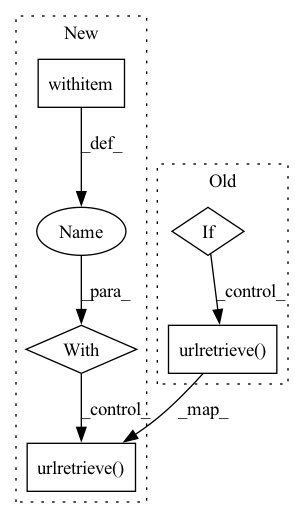 New
withitem
_def_
Old
Name
If
_para_
_control_
With
urlretrieve()
_control_
_map_
urlretrieve()